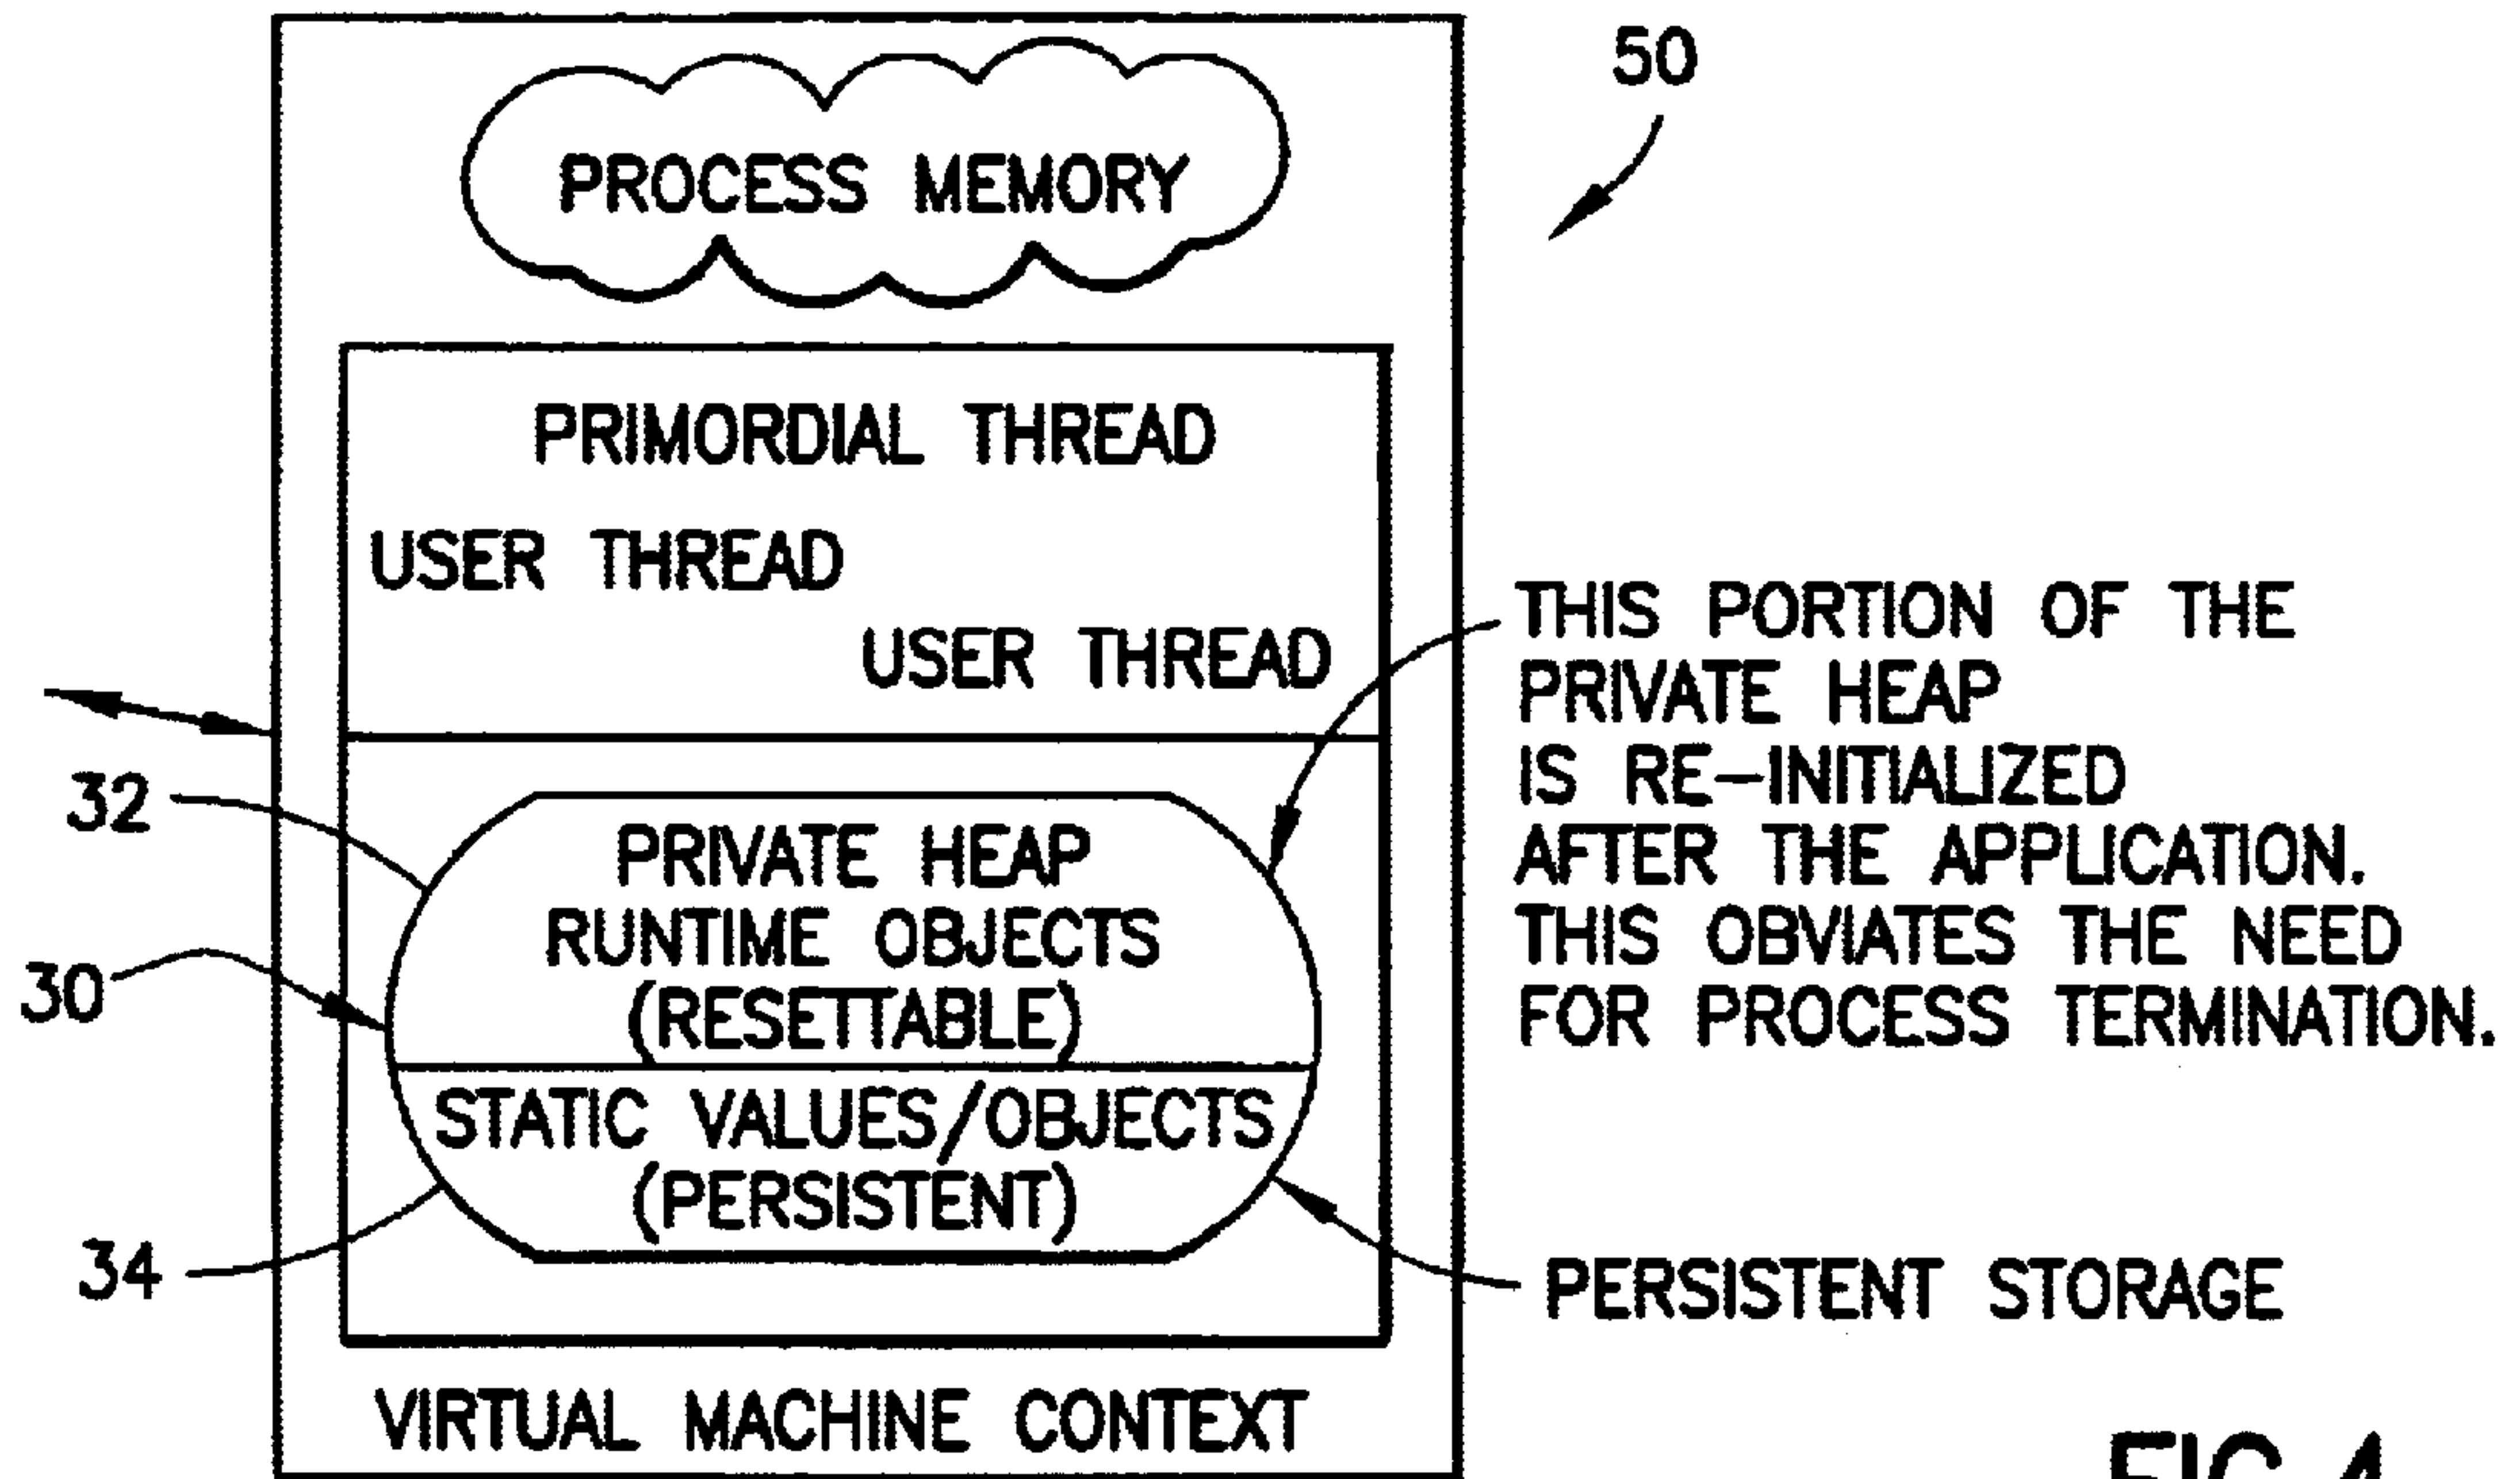 50
PROCESS MEMORY
PRIMORDIAL THREAD
USER THREAD
USER THREAD
32
30
34
PRIVATE HEAP
RUNTIME OBJECTS
(RESETTABLE)
STATIC VALUES/OBJECTS
(PERSISTENT)
THIS PORTION OF THE
PRIVATE HEAP
IS RE-INITIALIZED
AFTER THE APPLICATION.
THIS OBVIATES THE NEED
FOR PROCESS TERMINATION.
PERSISTENT STORAGE
VIRTUAL MACHINE CONTEXT